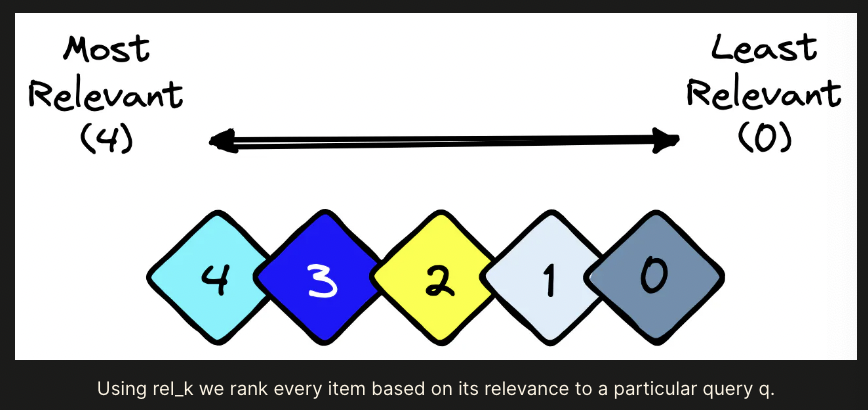 Most
Relevant
(4)
Least
Relevant
(0)
4 3 2 1 0
Using rel_k we rank every item based on its relevance to a particular query q.